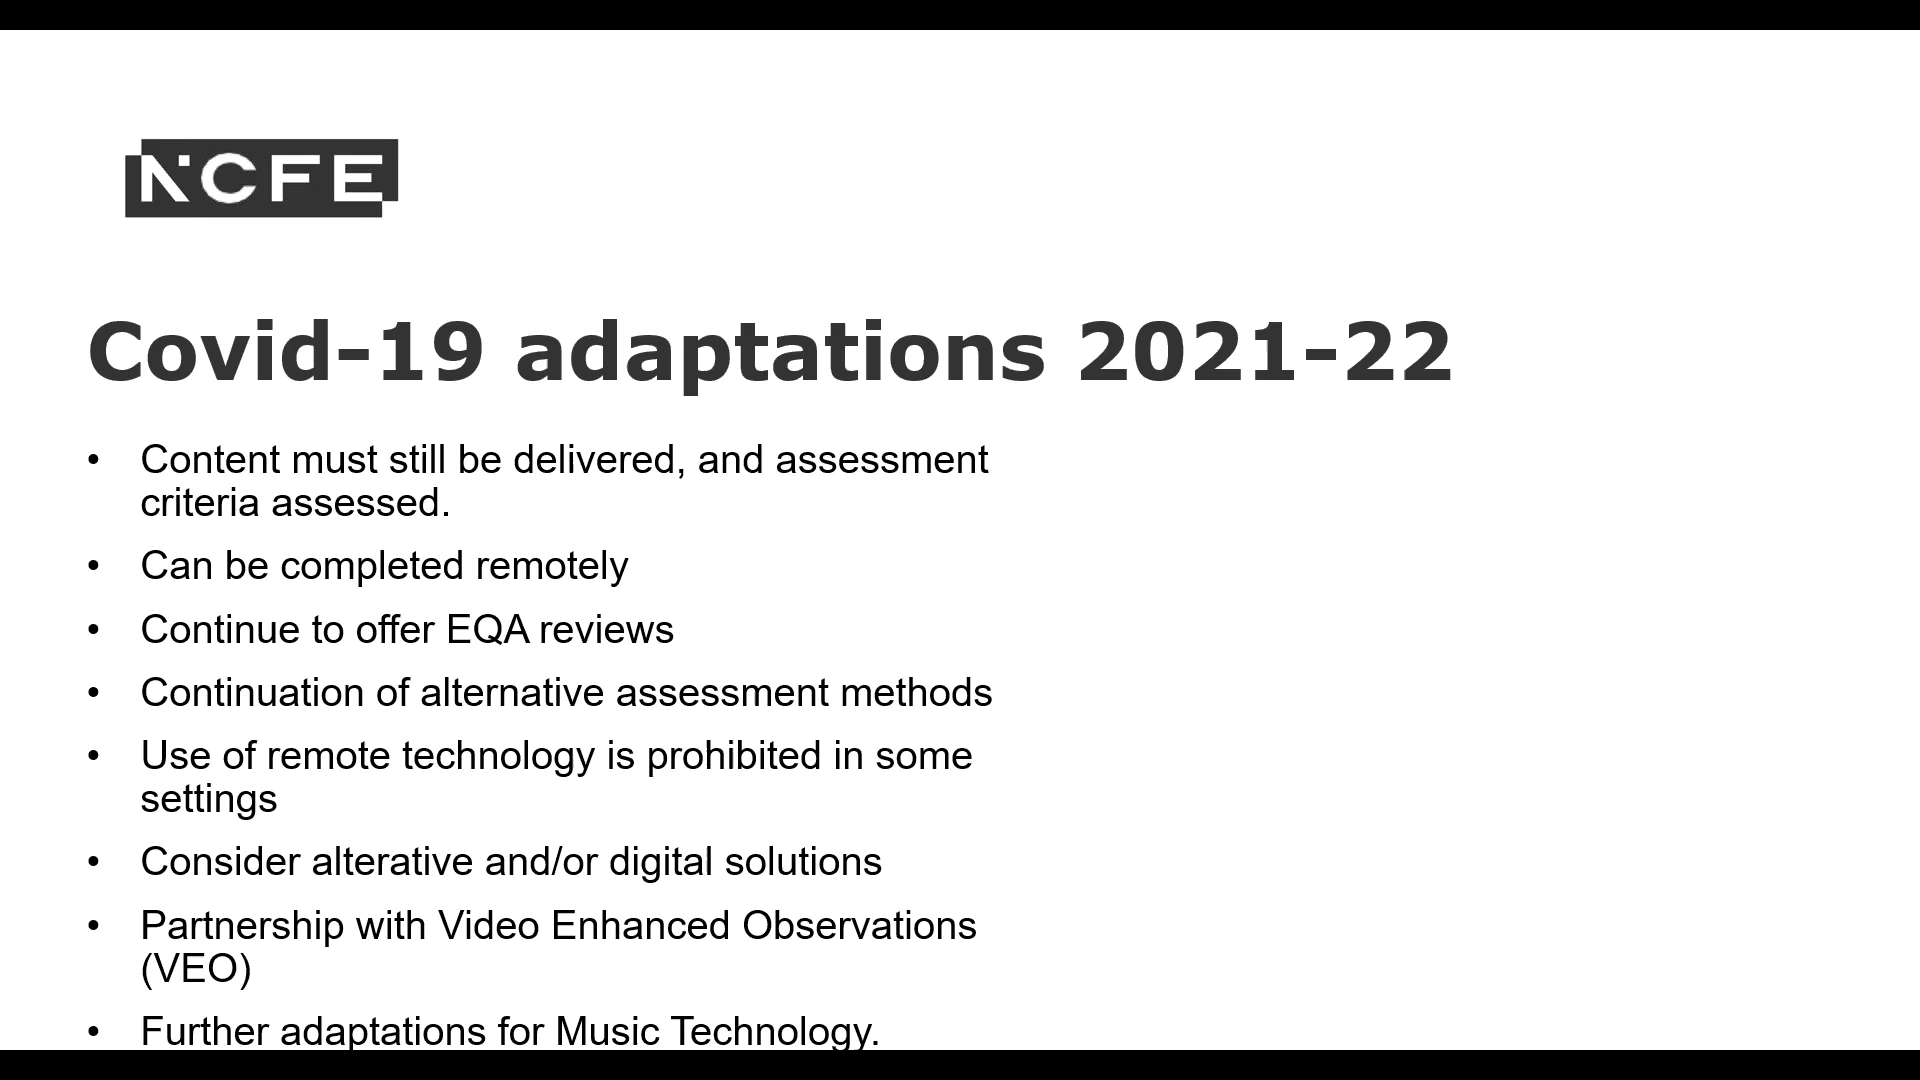 NCFE
Covid-19 adaptations 2021-22
• Content must still be delivered, and assessment
criteria assessed.
• Can be completed remotely
• Continue to offer EQA reviews
• Continuation of alternative assessment methods
• Use of remote technology is prohibited in some
settings
• Consider alterative and/or digital solutions
• Partnership with Video Enhanced Observations
(VEO)
• Further adaptations for Music Technology.